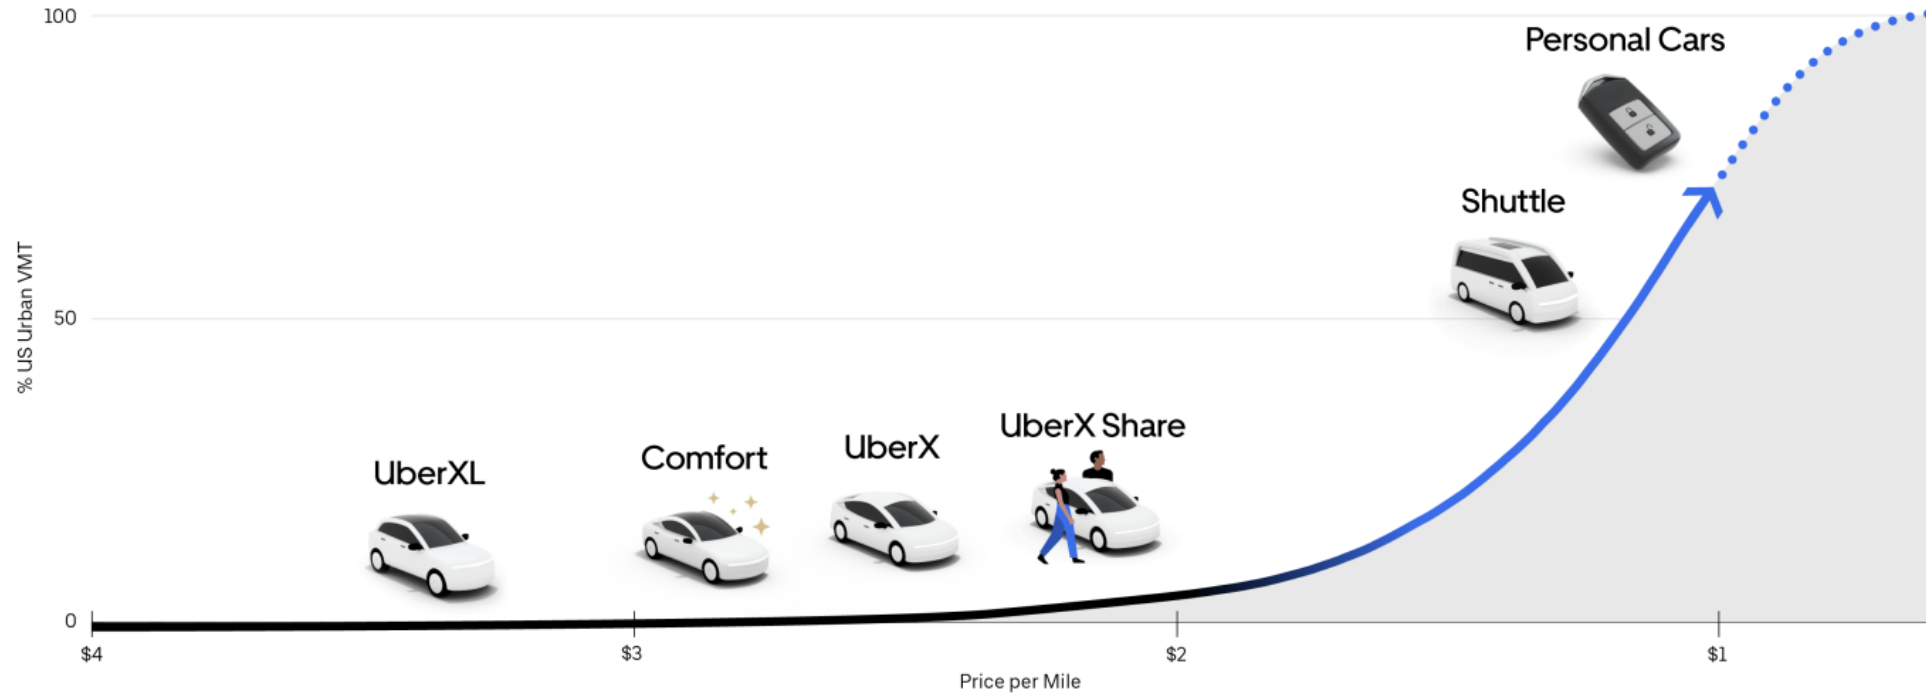 100
Personal Cars
Shuttle
% US Urban VMT
50
UberX Share
UberX
Comfort
UberXL
0
$4
$3
$2
$1
Price per Mile